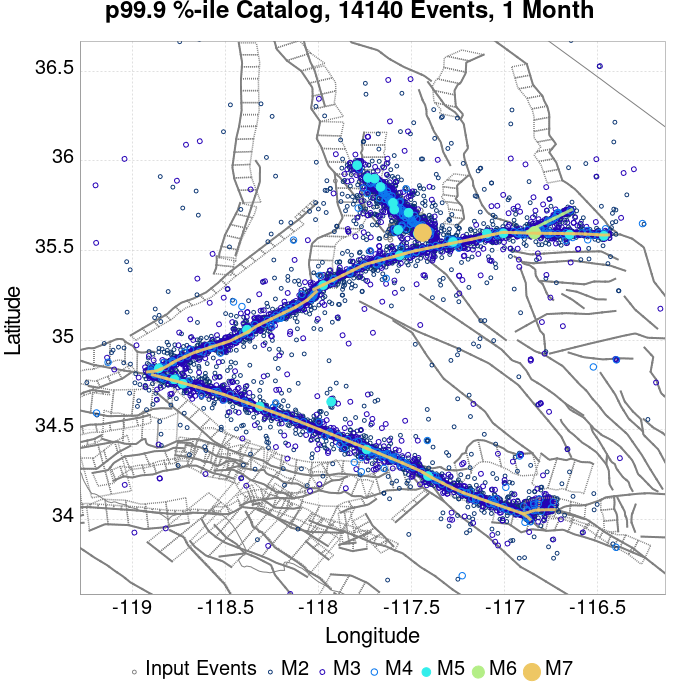 p99.9 %-ile Catalog, 14140 Events, 1 Month
36.5
36
35.5
35
34.5
34
Latitude
-119 -118.5 -118 -117.5 -117 -116.5
Longitude
Input Events M2 M3 M4 M5 M6 M7